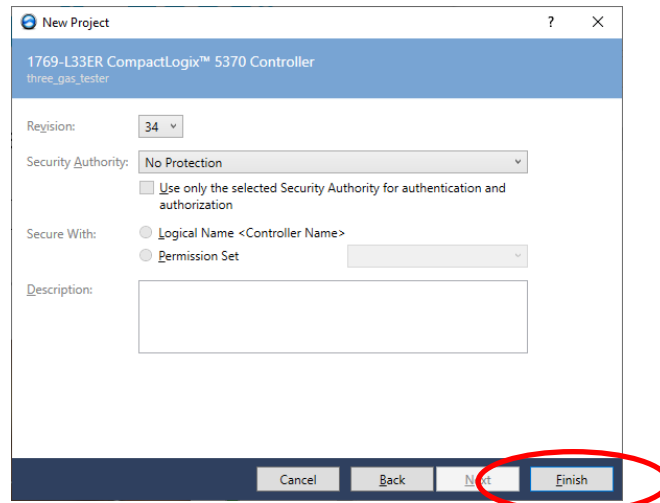 New Project ?
1769-L33ER CompactLogix™ 5370 Controller
three_gas_tester
Revision: 34
Security Authority: No Protection
Use only the selected Security Authority for authentication and
authorization
Secure With: Logical Name <Controller Name>
Permission Set
Description:
Cancel Back Next Finish